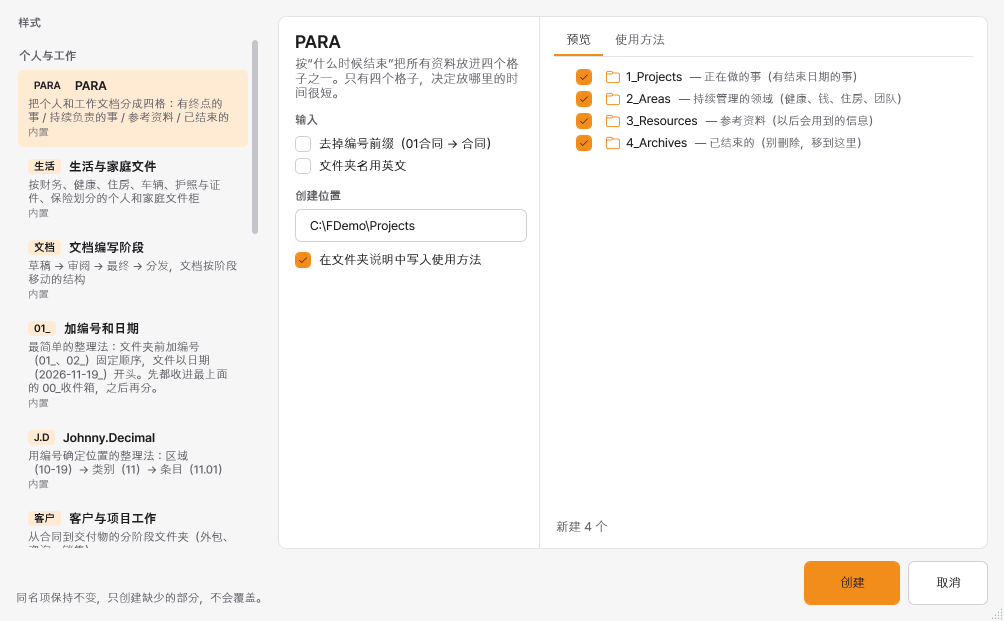 样式
个人与工作
PARA PARA
把个人和工作文档分成四格：有终点的
事 / 持续负责的事 / 参考资料 / 已结束的
内置
生活 生活与家庭文件
按财务、健康、住房、车辆、护照与证
件、保险划分的个人和家庭文件柜
内置
文档 文档编写阶段
草稿 → 审阅 → 最终 → 分发，文档按阶段
移动的结构
内置
01_ 加编号和日期
最简单的整理法：文件夹前加编号
（01_、02_）固定顺序，文件以日期
（2026-11-19_）开头。先都收进最上面
的 00_收件箱，之后再分。
内置
J.D Johnny.Decimal
用编号确定位置的整理法：区域
（10-19）→ 类别（11）→ 条目（11.01）
内置
客户 客户与项目工作
从合同到交付物的分阶段文件夹（外包、
PARA
按“什么时候结束”把所有资料放进四个格
子之一。只有四个格子，决定放哪里的时
间很短。
输入
去掉编号前缀（01合同 → 合同）
文件夹名用英文
创建位置
C:\FDemo\Projects
在文件夹说明中写入使用方法
预览 使用方法
1_Projects — 正在做的事（有结束日期的事）
2_Areas — 持续管理的领域（健康、钱、住房、团队）
3_Resources — 参考资料（以后会用到的信息）
4_Archives — 已结束的（别删除，移到这里）
新建 4 个
同名项保持不变，只创建缺少的部分，不会覆盖。
创建 取消